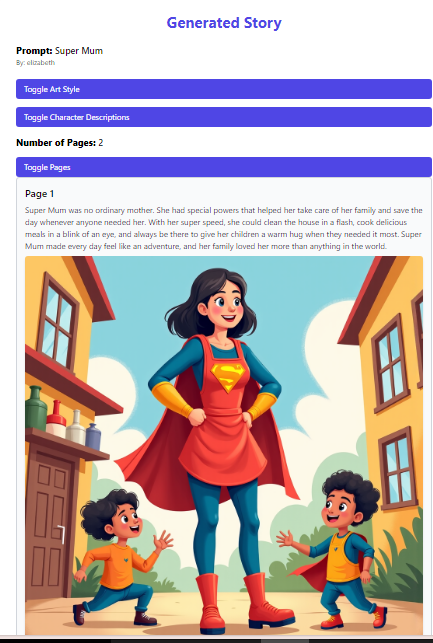 Generated Story
Prompt: Super Mum
By: elizabeth
Toggle Art Style
Toggle Character Descriptions
Number of Pages: 2
Toggle Pages
Page 1
Super Mum was no ordinary mother. She had special powers that helped her take care of her family and save the
day whenever anyone needed her. With her super speed, she could clean the house in a flash, cook delicious
meals in a blink of an eye, and always be there to give her children a warm hug when they needed it most. Super
Mum made every day feel like an adventure, and her family loved her more than anything in the world.
S